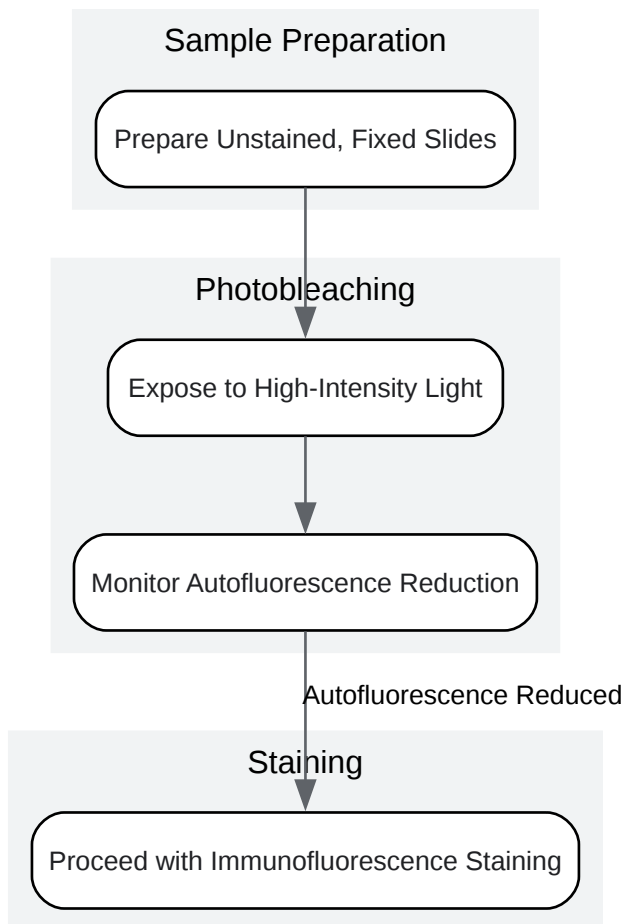 Sample Preparation
Prepare Unstained, Fixed Slides
Photobleaching
Expose to High-Intensity Light
Monitor Autofluorescence Reduction
Autofluorescence Reduced
Staining
Proceed with Immunofluorescence Staining